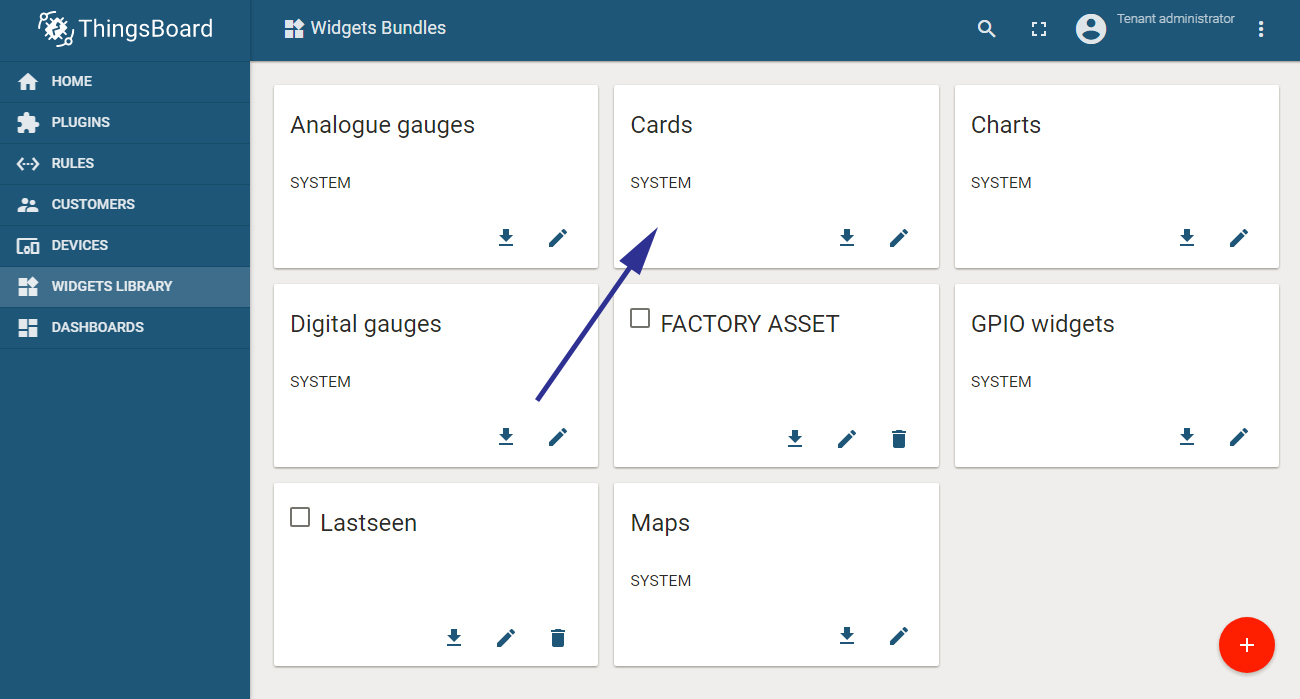 ThingsBoard
Widgets Bundles
Tenant administrator
HOME
PLUGINS
RULES
CUSTOMERS
DEVICES
WIDGETS LIBRARY
DASHBOARDS
Analogue gauges
SYSTEM
Cards
SYSTEM
Charts
SYSTEM
Digital gauges
SYSTEM
FACTORY ASSET
GPIO widgets
SYSTEM
Lastseen
Maps
SYSTEM